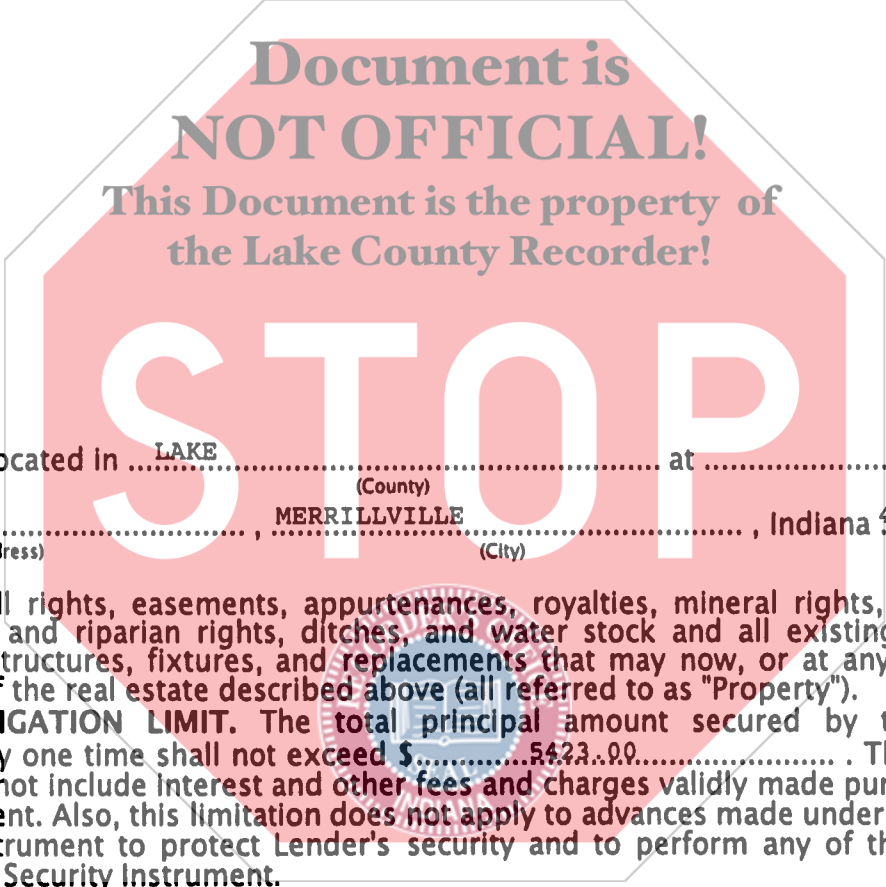 Document is
NOT OFFICIAL!
This Document is the property of
the Lake County Recorder!
STOP
ocated in ...LAKE............................................................ at ......................
(County)
............................ , MERRILLVILLE.................................... , Indiana
ress)
(City)
l rights, easements, appurtenances, royalties, mineral rights,
and riparian rights, ditches, and water stock and all existing
tructures, fixtures, and replacements that may now, or at any
f the real estate described above (all referred to as "Property").
IGATION LIMIT. The total principal amount secured by t
y one time shall not exceed $..............5423.00......................... . Th
not include interest and other fees and charges validly made pur
ent. Also, this limitation does not apply to advances made under
trument to protect Lender's security and to perform any of th
Security Instrument.
INDIANA